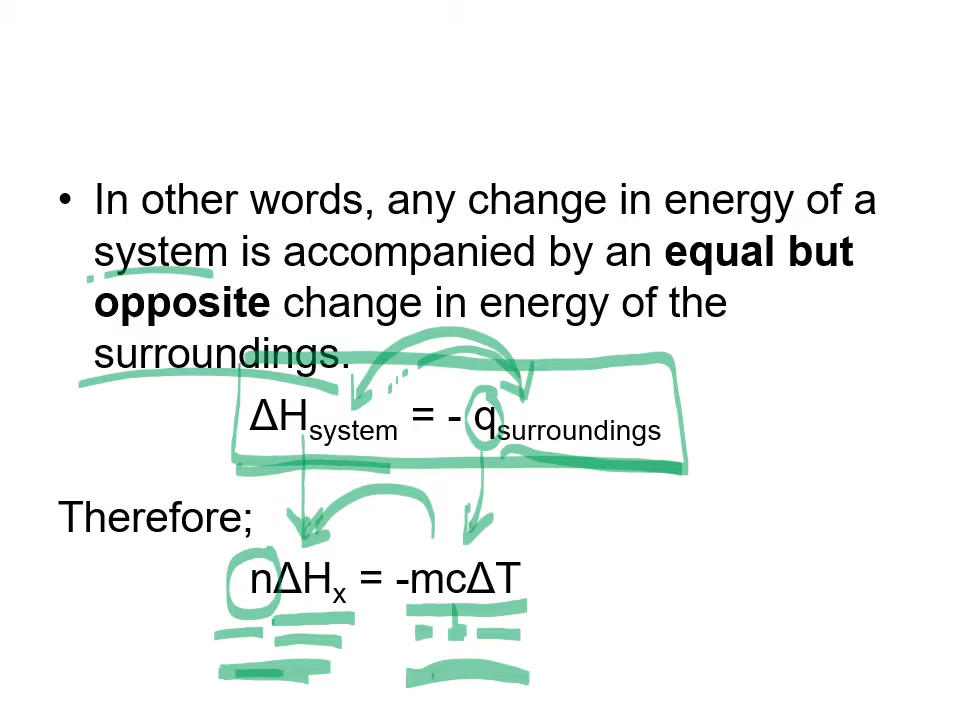 • In other words, any change in energy of a
system is accompanied by an equal but
opposite change in energy of the
surroundings.
ΔHsystem = - qsurroundings
Therefore;
nΔHx = -mcΔT